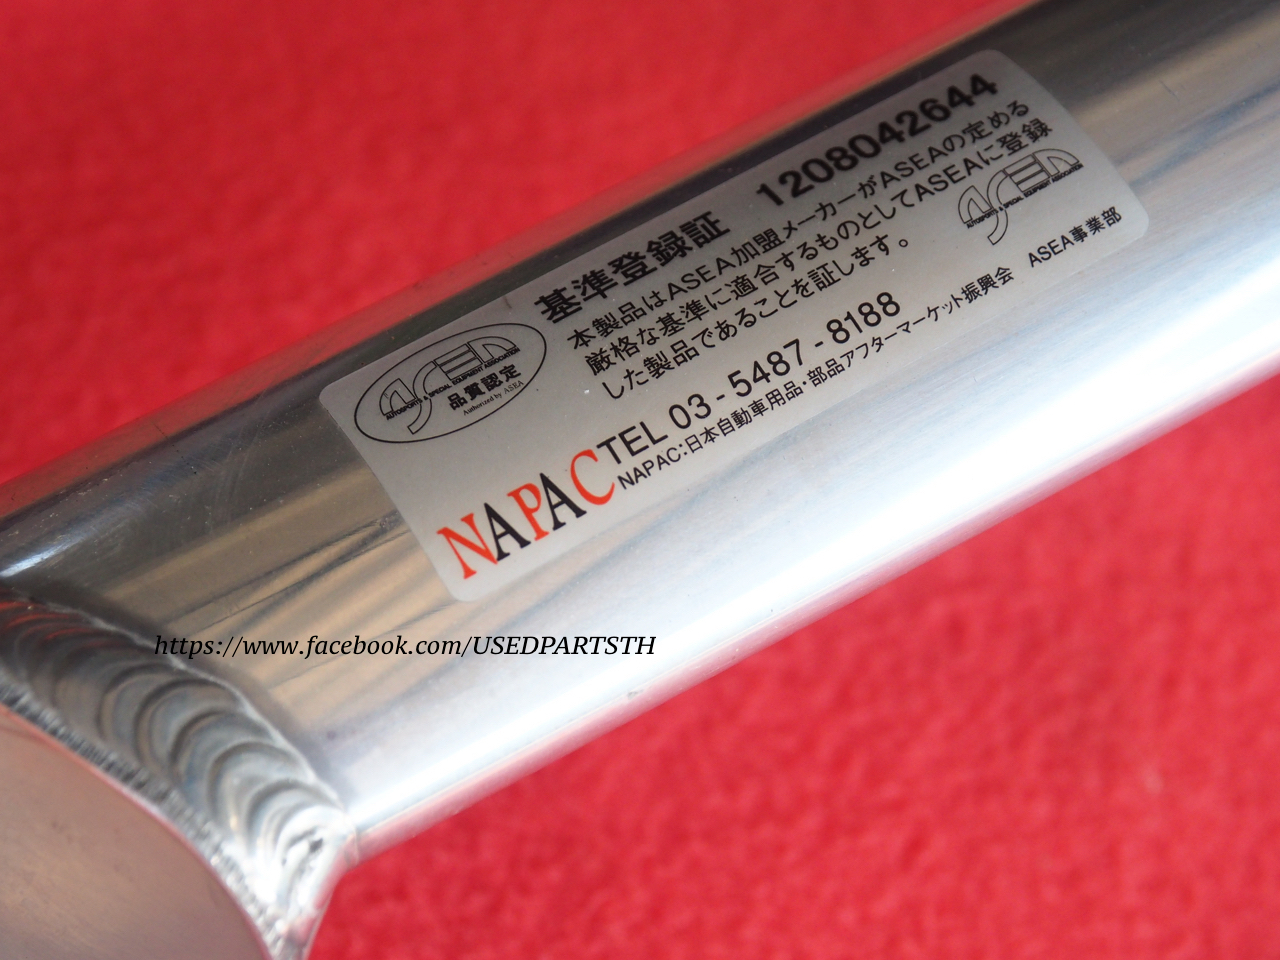 基準登録証 1208042644
本製品はASEA加盟メーカーがASEAの定める
厳格な基準に適合するものとしてASEAに登録
した製品であることを証します。
ASEA
AUTOSPORTS & SPECIAL EQUIPMENT ASSOCIATION
品質認定
Authorized by ASEA
ASEA
AUTOSPORTS & SPECIAL EQUIPMENT ASSOCIATION
NAPAC
TEL 03-5487-8188
NAPAC:日本自動車用品・部品アフターマーケット振興会 ASEA事業部
https://www.facebook.com/USEDPARTSTH